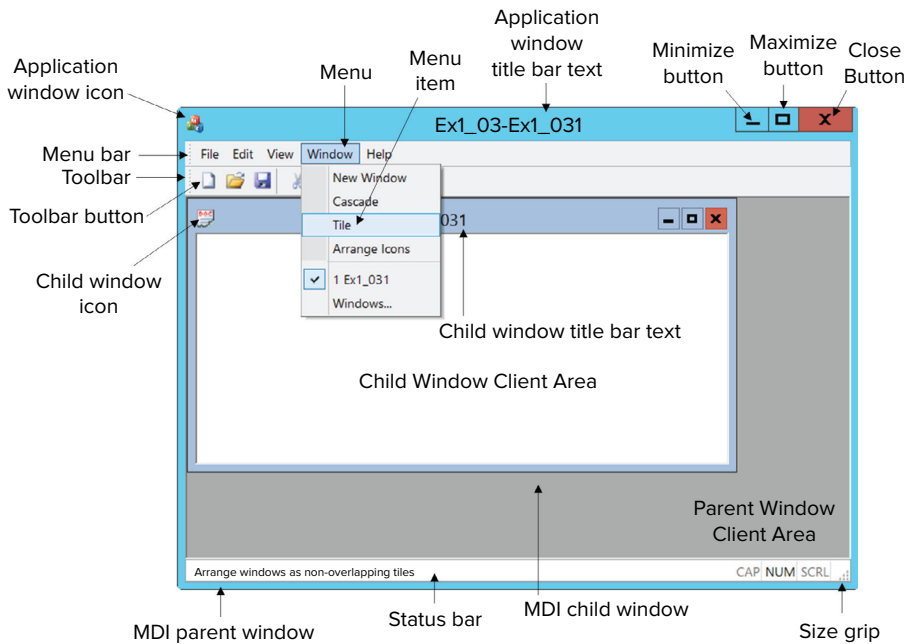 Application
window
title bar text
Application
window icon
Menu
Menu
item
Minimize
button
Maximize
button
Close
Button
Ex1_03-Ex1_031
X
Menu bar
File Edit View Window Help
Toolbar
Toolbar button
New Window
Cascade
Tile
Arrange Icons
1 Ex1_031
Windows...
DOC
031
X
Child window
icon
Child window title bar text
Child Window Client Area
Parent Window
Client Area
Arrange windows as non-overlapping tiles
CAP NUM SCRL
MDI parent window
Status bar
MDI child window
Size grip